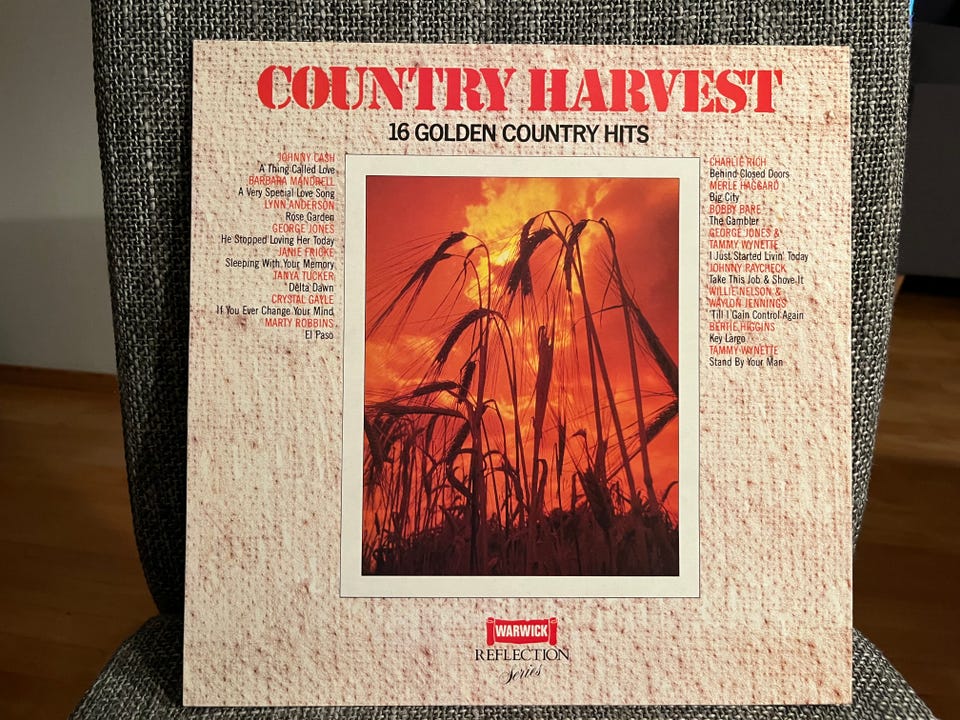 COUNTRY HARVEST
16 GOLDEN COUNTRY HITS
JOHNNY CASH
A Thing Called Love
BARBARA MANDRELL
A Very Special Love Song
LYNN ANDERSON
Rose Garden
GEORGE JONES
He Stopped Loving Her Today
JANIE FRICKE
Sleeping With Your Memory
TANYA TUCKER
Delta Dawn
CRYSTAL GAYLE
If You Ever Change Your Mind
MARTY ROBBINS
El Paso
CHARLIE RICH
Behind Closed Doors
MERLE HAGGARD
Big City
BOBBY BARE
The Gambler
GEORGE JONES &
TAMMY WYNETTE
I Just Started Livin' Today
JOHNNY PAYCHECK
Take This Job & Shove It
WILLIE NELSON &
WAYLON JENNINGS
'Till I Gain Control Again
BERTIE HIGGINS
Key Largo
TAMMY WYNETTE
Stand By Your Man
WARWICK
REFLECTION
Series